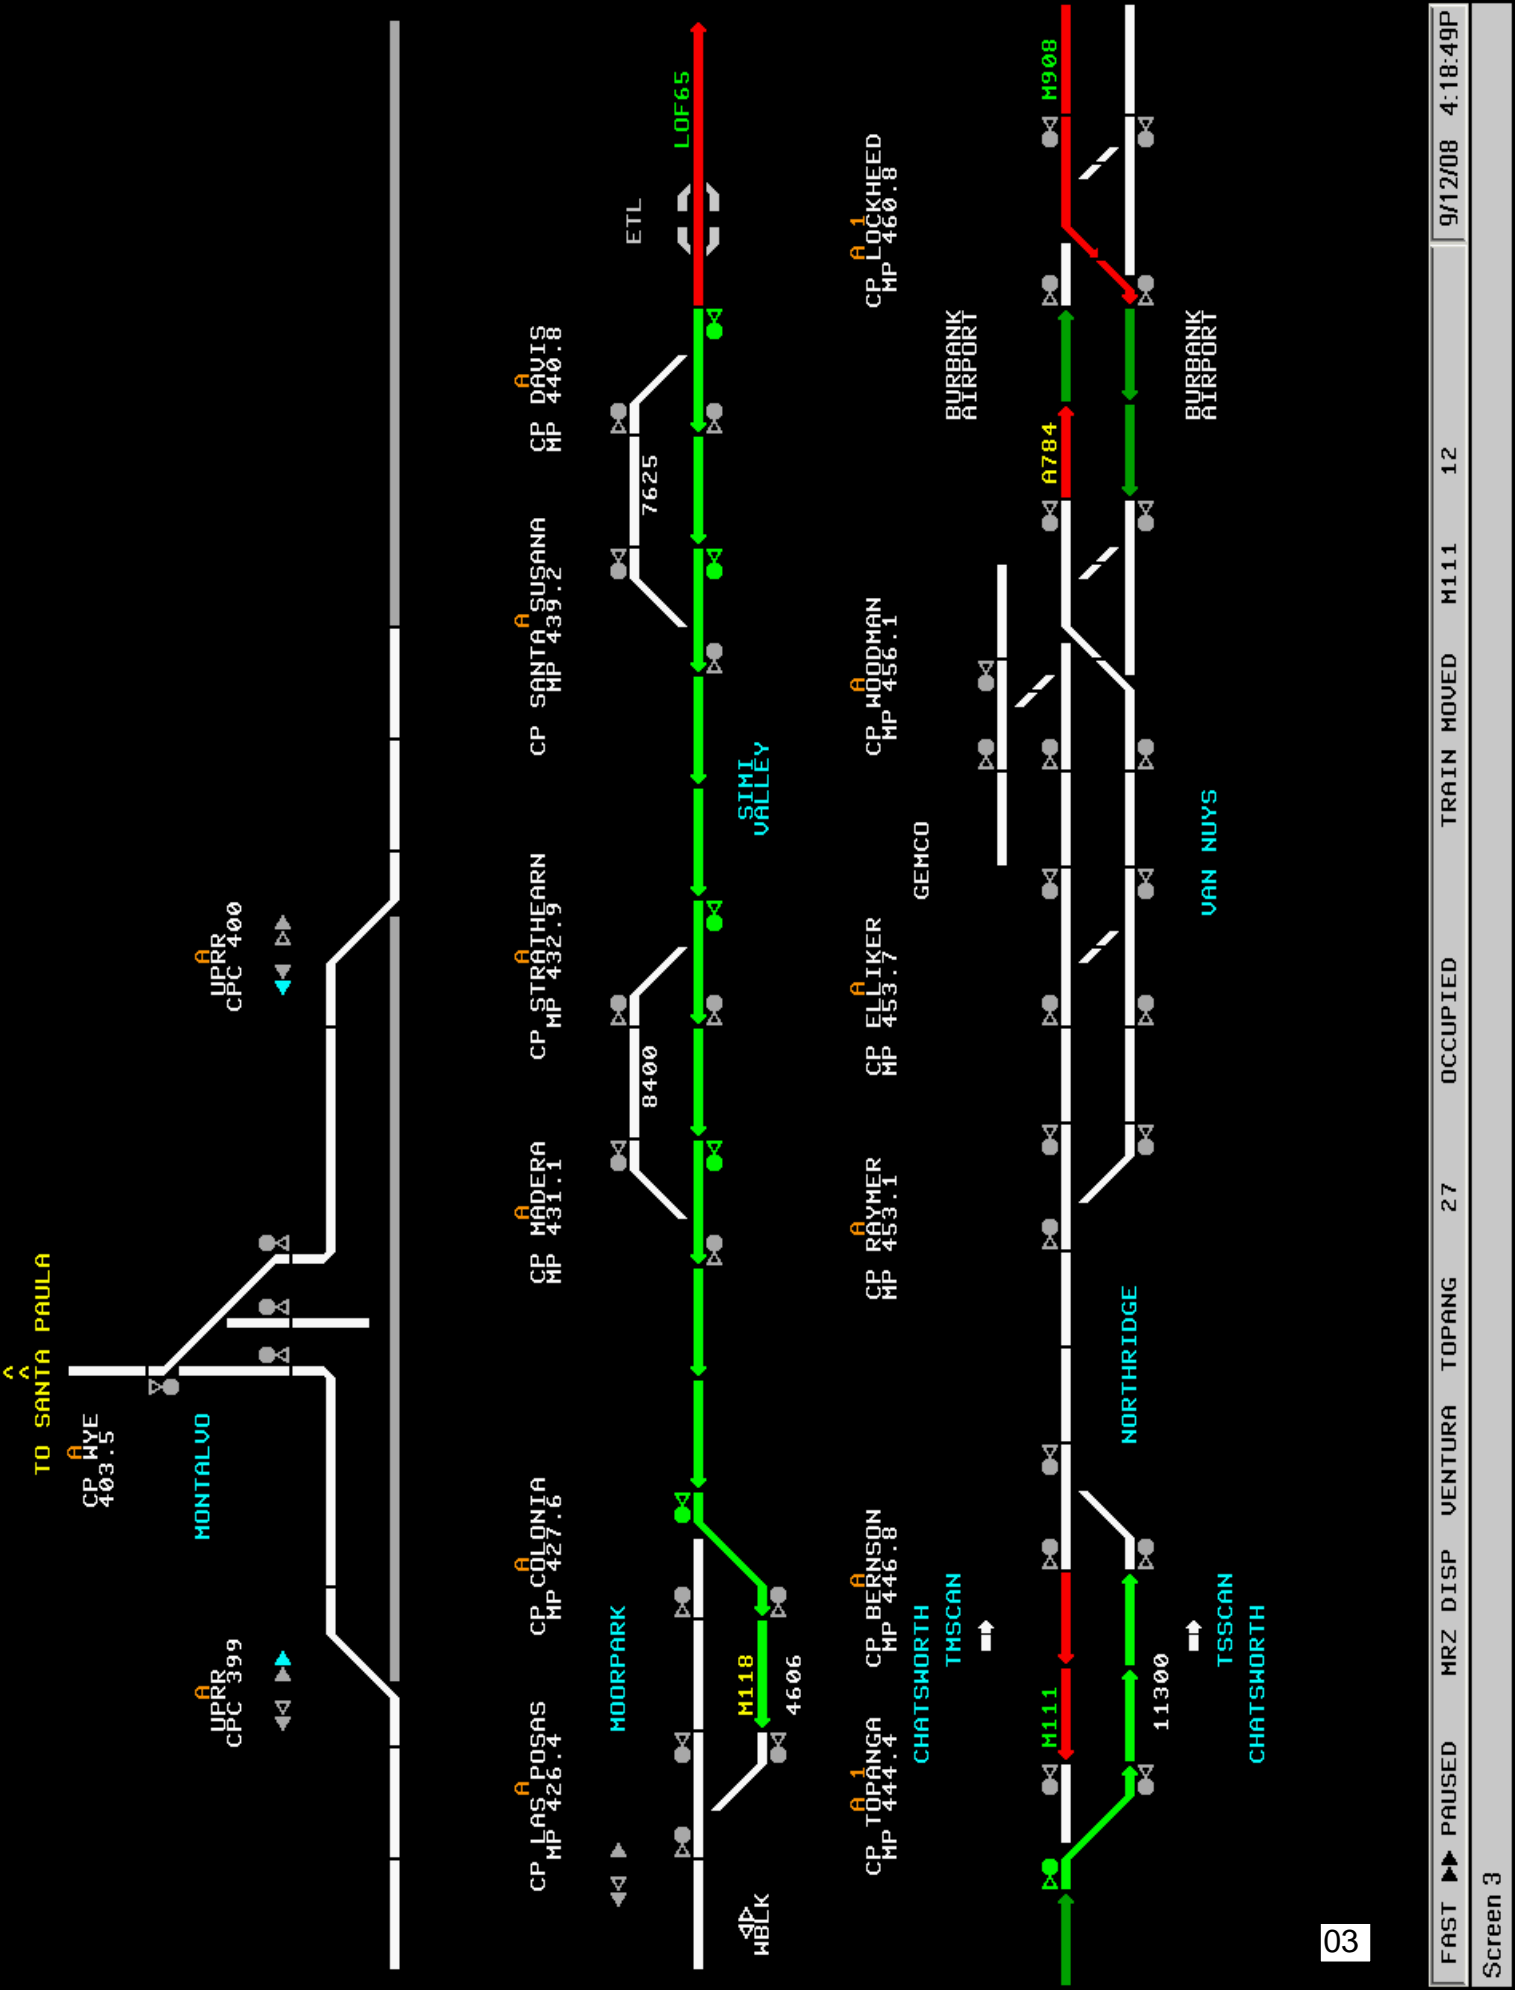 ^
^
TO SANTA PAULA
A
CP WYE
403.5
MONTALVO
A
UPRR
CPC 399
A
UPRR
CPC 400
A
CP LAS POSAS
MP 426.4
A
CP COLONIA
MP 427.6
A
CP MADERA
MP 431.1
A
CP STRATHEARN
MP 432.9
A
CP SANTA SUSANA
MP 439.2
A
CP DAVIS
MP 440.8
ETL
MOORPARK
8400
7625
LOF65
WBLK
M118
4606
SIMI
VALLEY
A 1
CP TOPANGA
MP 444.4
A
CP BERNSON
MP 446.8
A
CP RAYMER
MP 453.1
A
CP ELLIKER
MP 453.7
A
CP WOODMAN
MP 456.1
A 1
CP LOCKHEED
MP 460.8
CHATSWORTH
TMSCAN
GEMCO
BURBANK
AIRPORT
M111
A784
M908
11300
NORTHRIDGE
VAN NUYS
BURBANK
AIRPORT
TSSCAN
CHATSWORTH
03
FAST PAUSED MRZ DISP VENTURA TOPANG 27 OCCUPIED TRAIN MOVED M111 12 9/12/08 4:18:49P
Screen 3